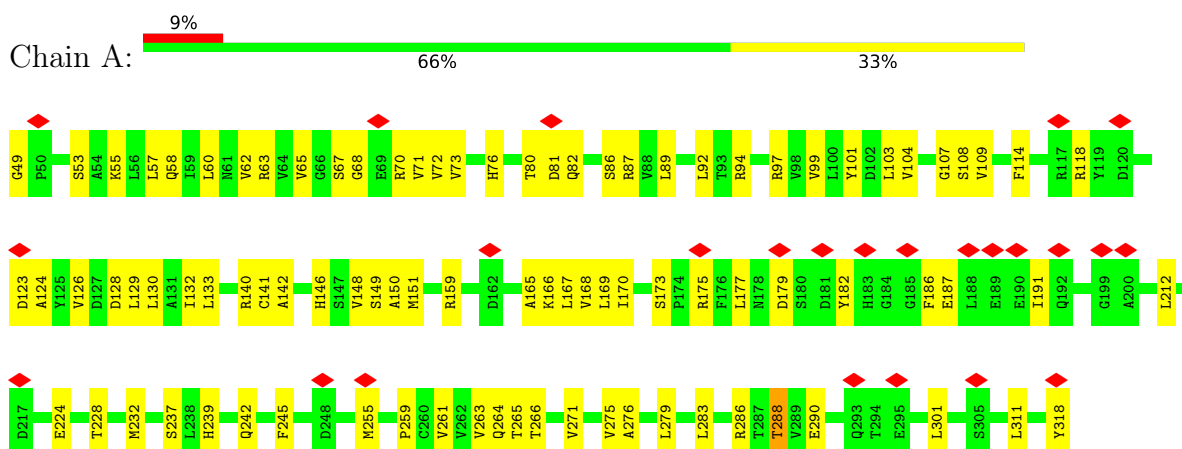 9%
Chain A:
66% 33%
G49 P50 S53 A54 K55 L56 L57 Q58 I59 L60 N61 V62 R63 V64 V65 G66 S67 G68 E69 R70 V71 V72 V73 H76 T80 D81 Q82 S86 R87 V88 L89 L92 T93 R94 R97 V98 V99 L100 Y101 D102 L103 V104 G107 S108 V109 F114 R117 R118 Y119 D120
D123 A124 Y125 V126 D127 D128 L129 L130 A131 I132 L133 R140 C141 A142 H146 S147 V148 S149 A150 M151 R159 D162 A165 K166 L167 V168 L169 I170 S173 P174 R175 F176 L177 N178 D179 S180 D181 Y182 H183 G184 G185 F186 E187 L188 E189 E190 I191 Q192 G199 A200 L212
D217 E224 T228 M232 S237 L238 H239 Q242 F245 D248 M255 P259 C260 V261 V262 V263 Q264 T265 T266 V271 V275 A276 L279 L283 R286 T287 T288 V289 E290 Q293 T294 E295 L301 S305 L311 Y318